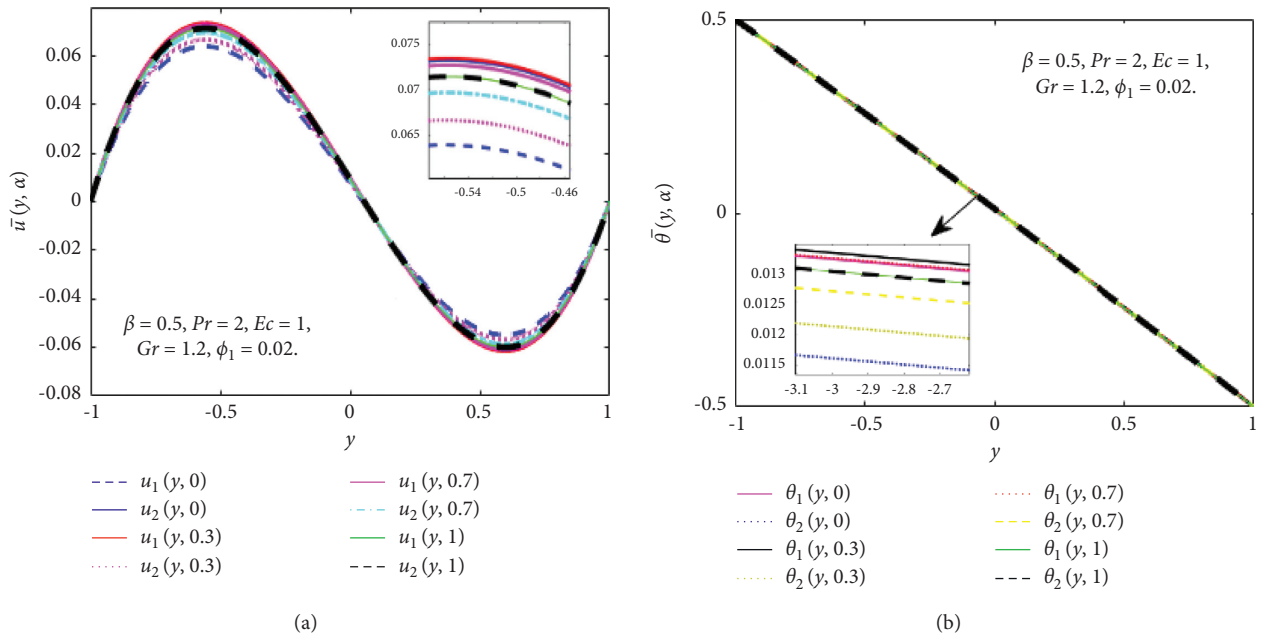 0.06
0.04
0.02
0
-0.02
-0.04
-0.06
-0.08
-1
-0.5
0
0.5
1
ū (y, α)
y
0.075
0.07
0.065
-0.54
-0.5
-0.46
β = 0.5, Pr = 2, Ec = 1,
Gr = 1.2, ϕ₁ = 0.02.
u₁ (y, 0)
u₂ (y, 0)
u₁ (y, 0.3)
u₂ (y, 0.3)
u₁ (y, 0.7)
u₂ (y, 0.7)
u₁ (y, 1)
u₂ (y, 1)
(a)
0.5
0
-0.5
-1
-0.5
0
0.5
1
θ̄ (y, α)
y
β = 0.5, Pr = 2, Ec = 1,
Gr = 1.2, ϕ₁ = 0.02.
0.013
0.0125
0.012
0.0115
-3.1
-3
-2.9
-2.8
-2.7
θ₁ (y, 0)
θ₂ (y, 0)
θ₁ (y, 0.3)
θ₂ (y, 0.3)
θ₁ (y, 0.7)
θ₂ (y, 0.7)
θ₁ (y, 1)
θ₂ (y, 1)
(b)